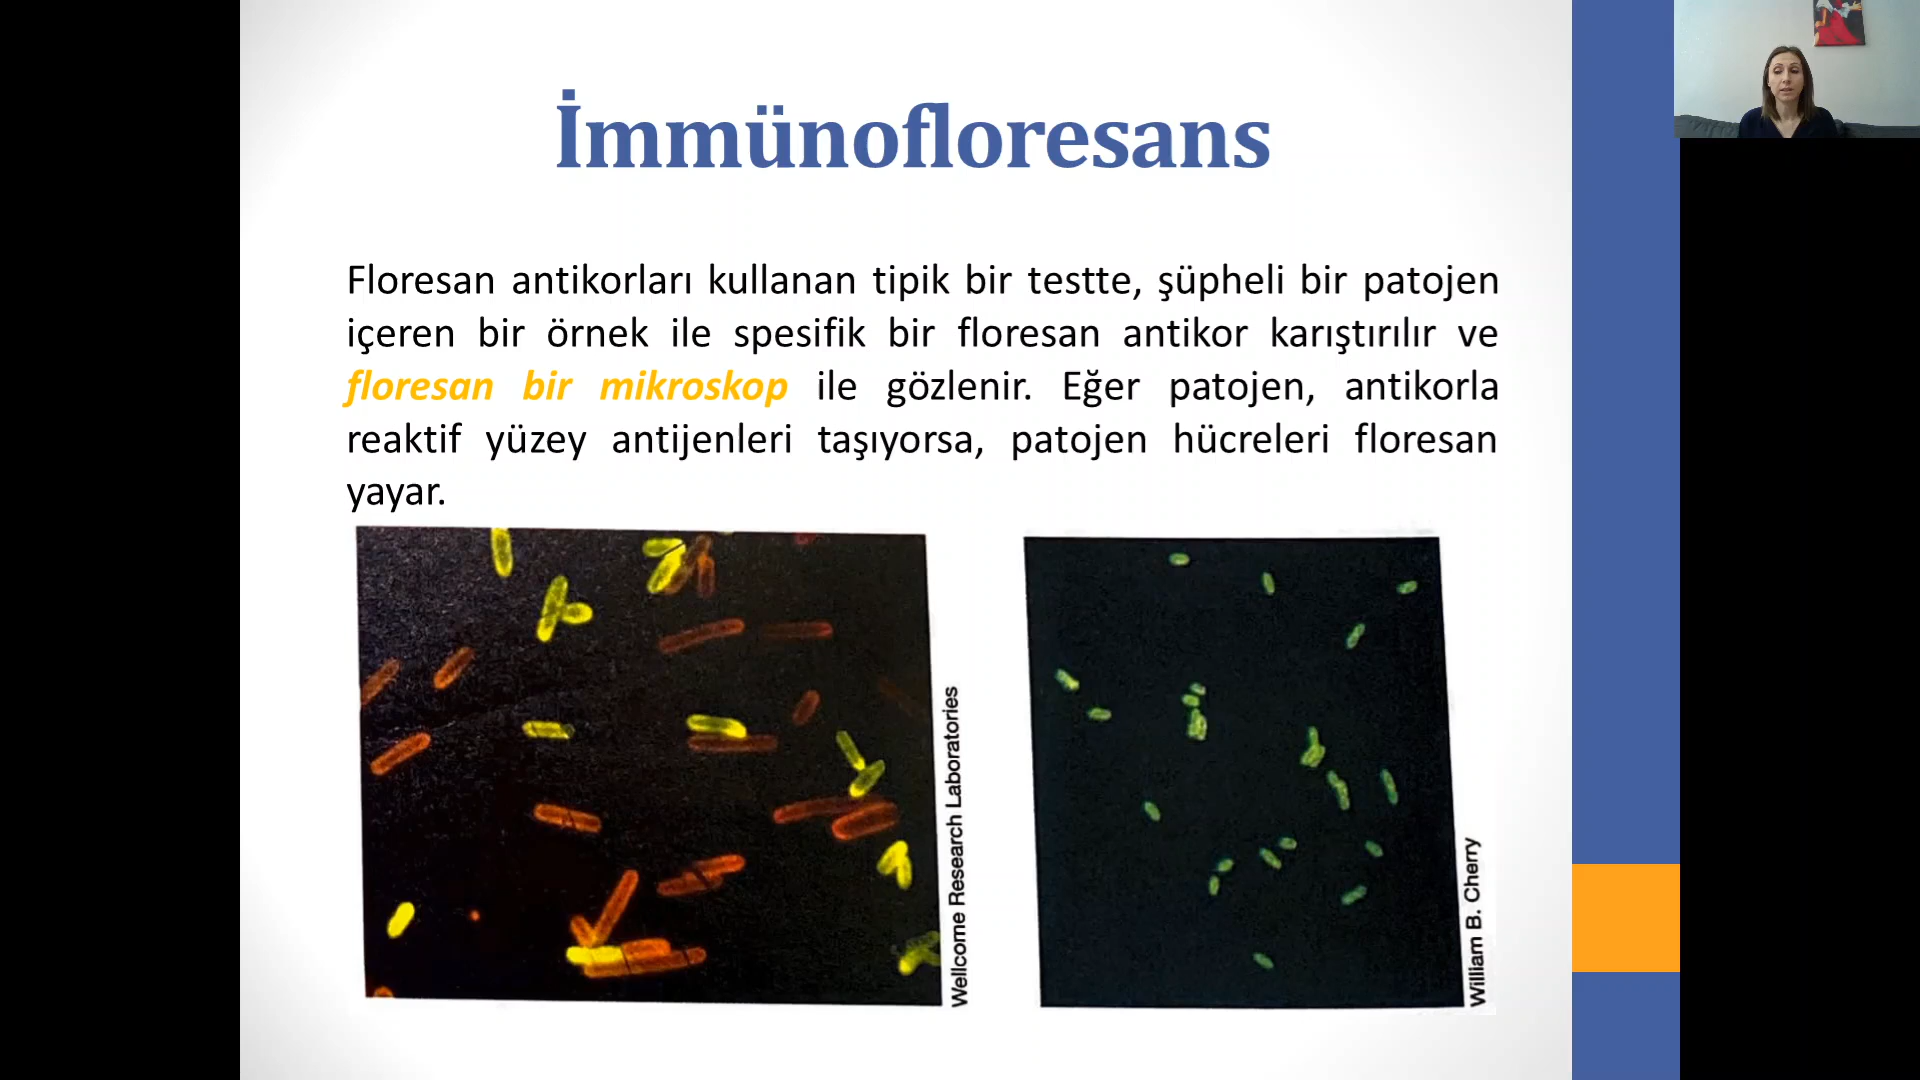 İmmünofloresans
Floresan antikorları kullanan tipik bir testte, şüpheli bir patojen
içeren bir örnek ile spesifik bir floresan antikor karıştırılır ve
floresan bir mikroskop ile gözlenir. Eğer patojen, antikorla
reaktif yüzey antijenleri taşıyorsa, patojen hücreleri floresan
yayar.
Wellcome Research Laboratories
William B. Cherry